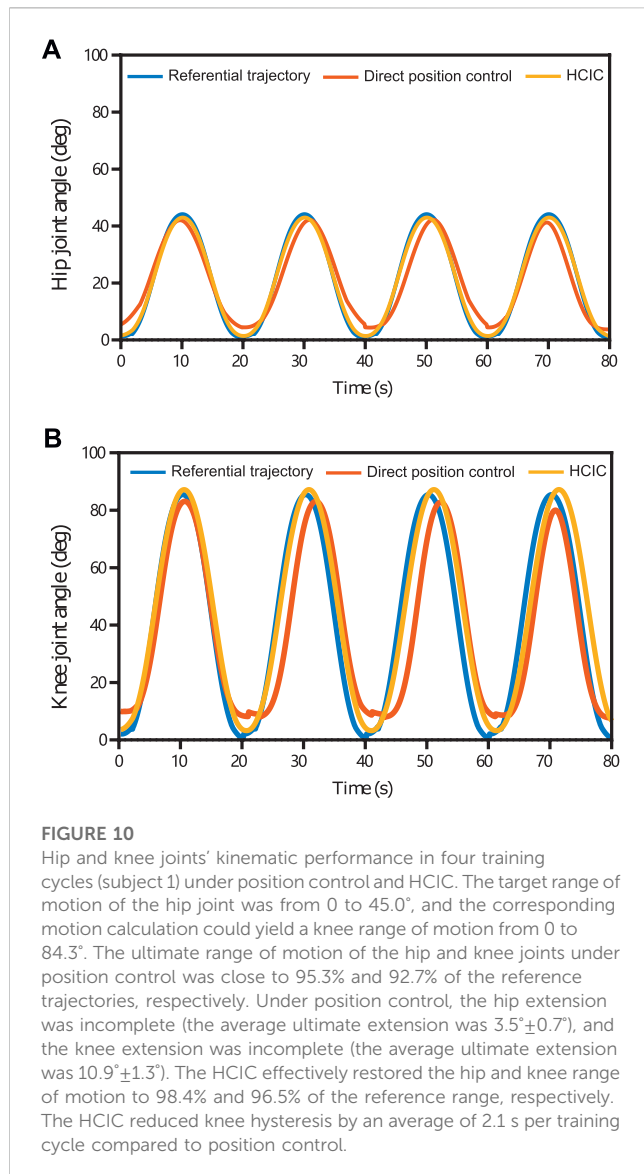 A
100
Referential trajectory Direct position control HCIC
80
60
40
20
0
Hip joint angle (deg)
0 10 20 30 40 50 60 70 80
Time (s)
B
100
Referential trajectory Direct position control HCIC
80
60
40
20
0
Knee joint angle (deg)
0 10 20 30 40 50 60 70 80
Time (s)
FIGURE 10
Hip and knee joints' kinematic performance in four training
cycles (subject 1) under position control and HCIC. The target range of
motion of the hip joint was from 0 to 45.0°, and the corresponding
motion calculation could yield a knee range of motion from 0 to
84.3°. The ultimate range of motion of the hip and knee joints under
position control was close to 95.3% and 92.7% of the reference
trajectories, respectively. Under position control, the hip extension
was incomplete (the average ultimate extension was 3.5°±0.7°), and
the knee extension was incomplete (the average ultimate extension
was 10.9°±1.3°). The HCIC effectively restored the hip and knee range
of motion to 98.4% and 96.5% of the reference range, respectively.
The HCIC reduced knee hysteresis by an average of 2.1 s per training
cycle compared to position control.